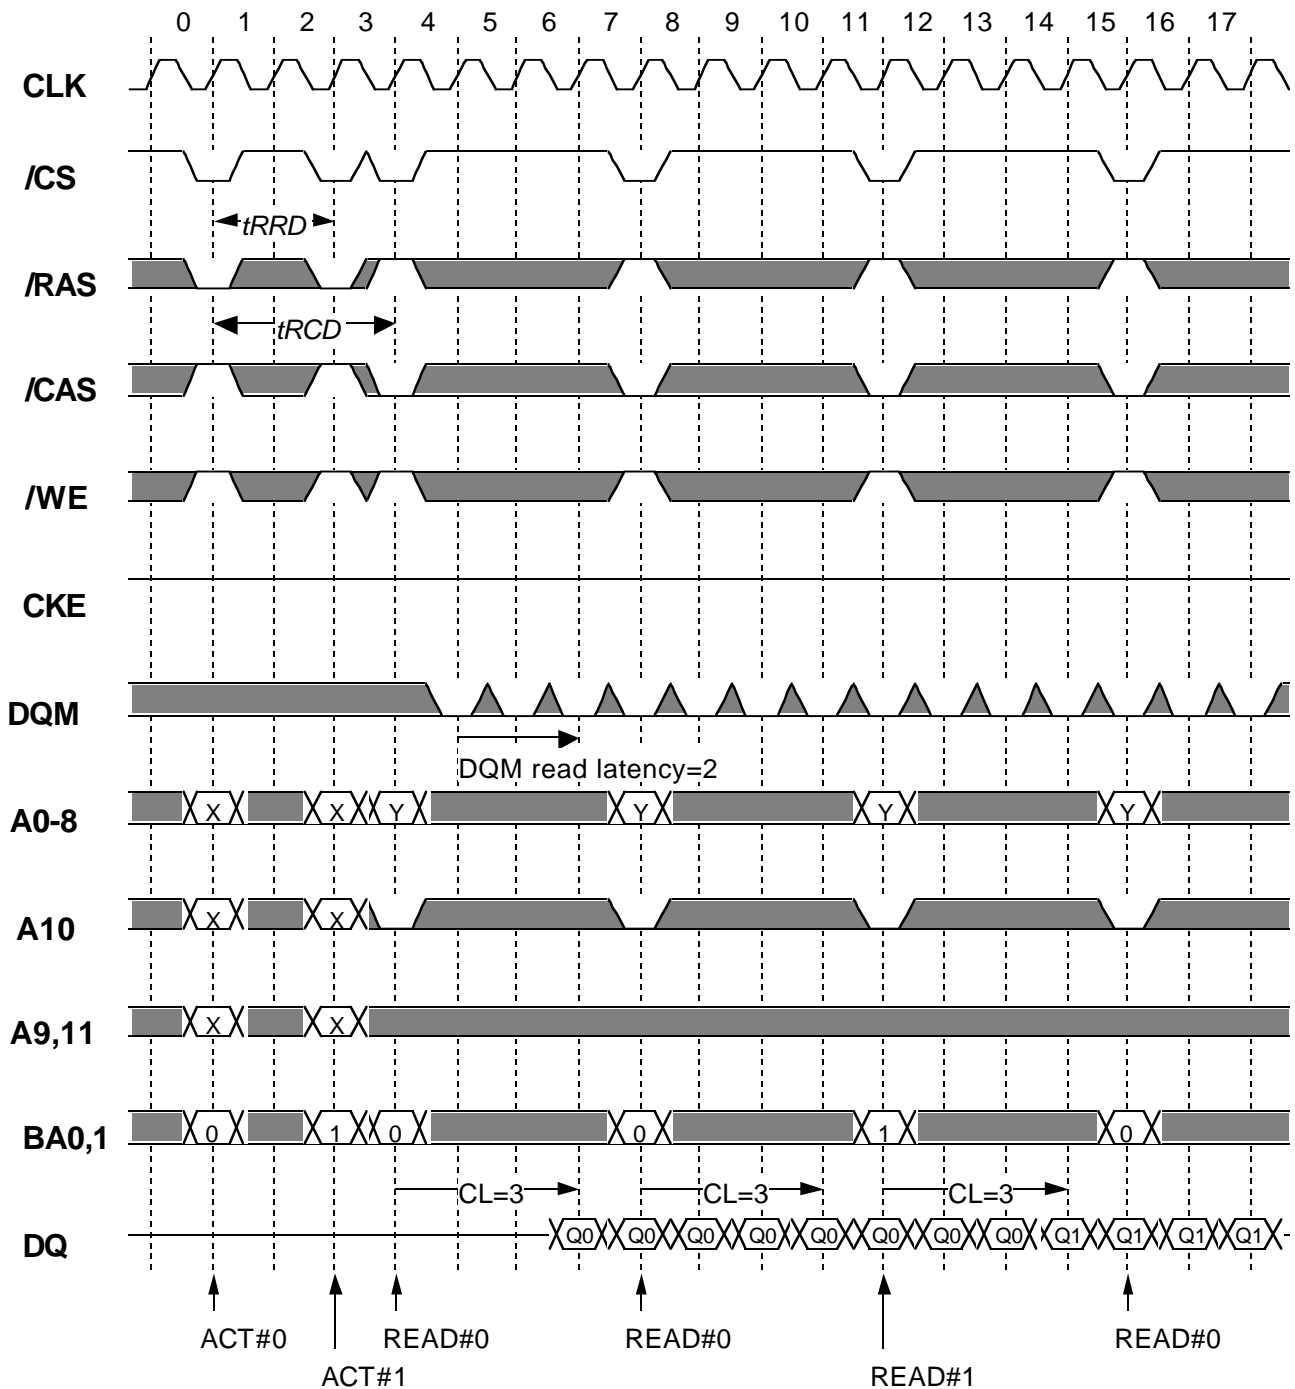 0 1 2 3 4 5 6 7 8 9 10 11 12 13 14 15 16 17
CLK
/CS
tRRD
/RAS
tRCD
/CAS
/WE
CKE
DQM
DQM read latency=2
A0-8 X X Y Y Y Y
A10 X X
A9,11 X X
BA0,1 0 1 0 0 1 0
CL=3 CL=3 CL=3
DQ Q0 Q0 Q0 Q0 Q0 Q0 Q0 Q0 Q1 Q1 Q1 Q1
ACT#0 READ#0 READ#0 READ#0
ACT#1 READ#1